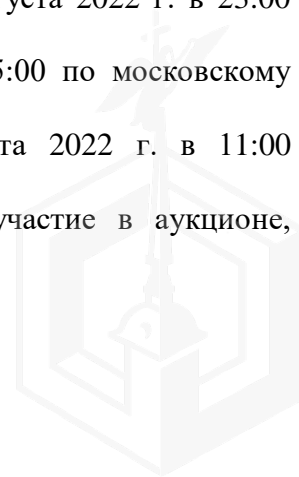 уста 2022 г. в 23:00
5:00 по московскому
та 2022 г. в 11:00
участие в аукционе,